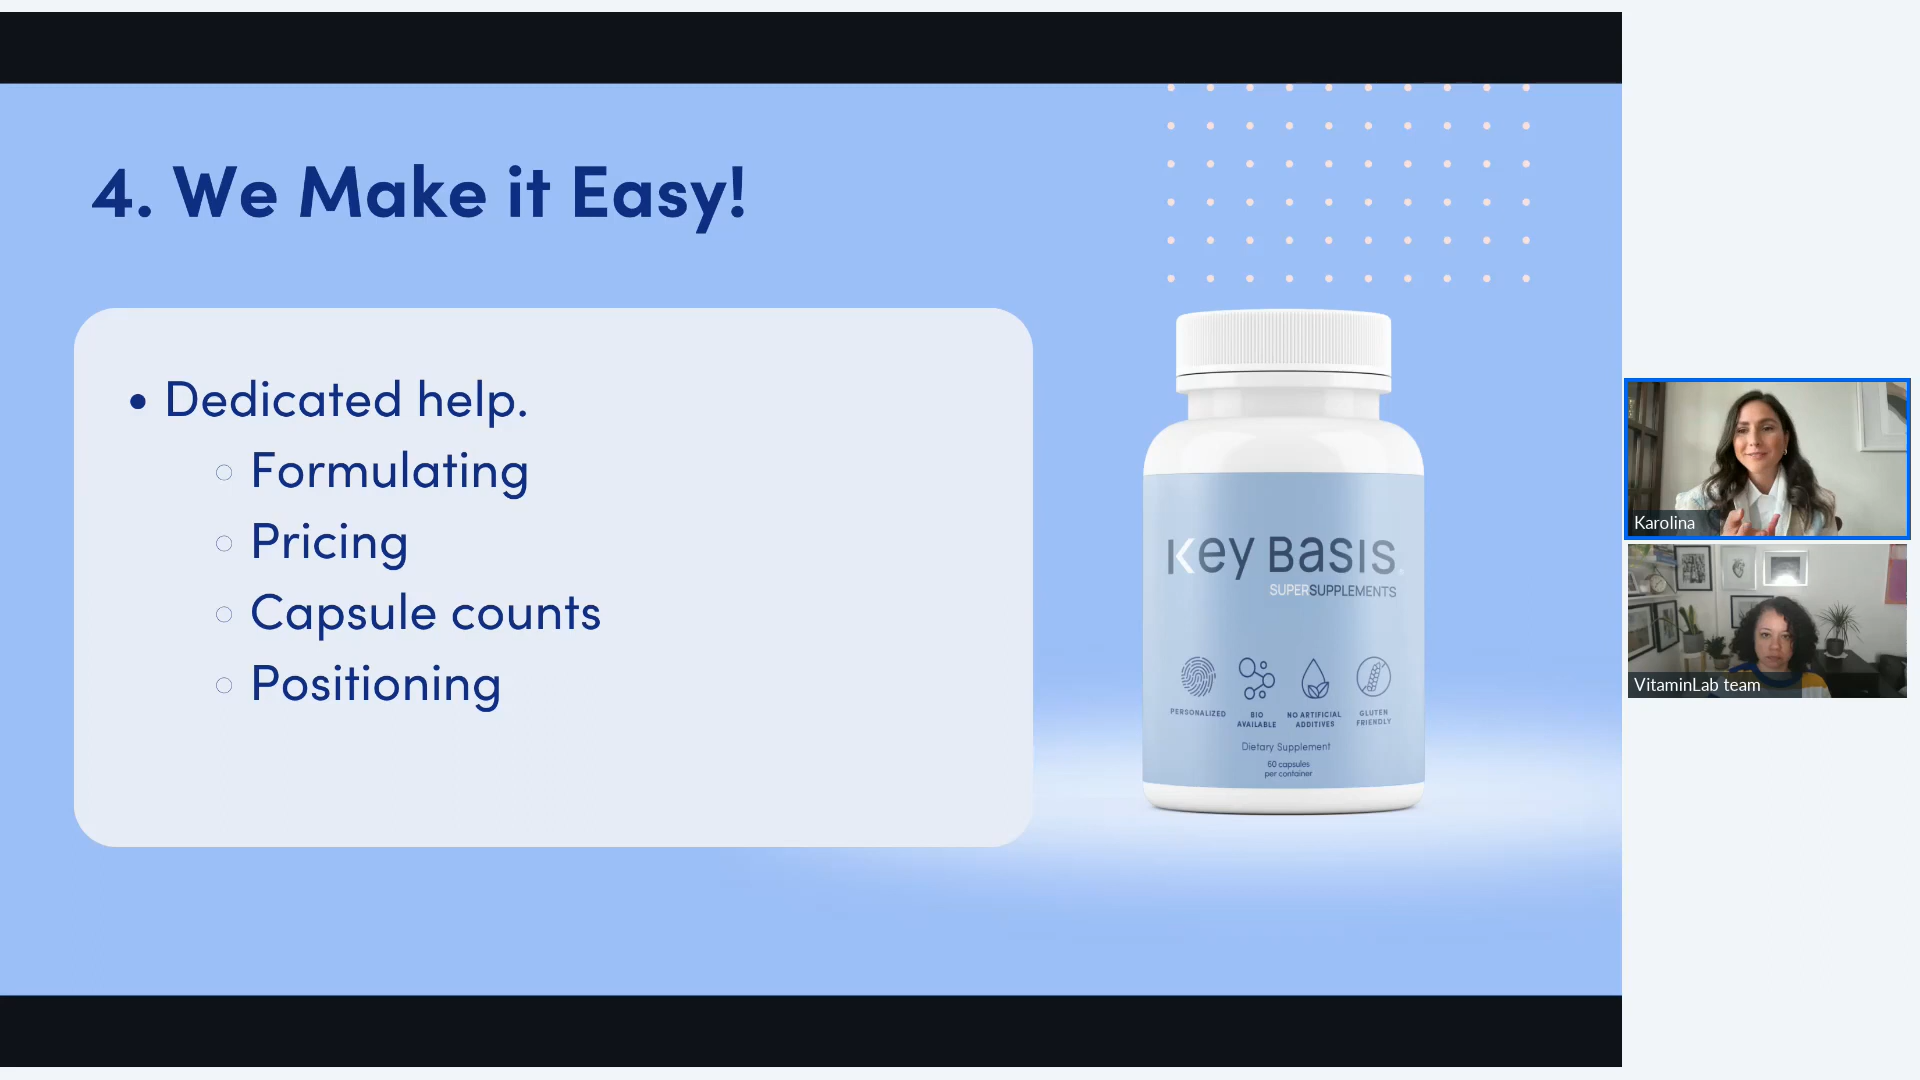 4. We Make it Easy!
Dedicated help.
Formulating
Pricing
Capsule counts
Positioning
Key Basis
SUPERSUPPLEMENTS
PERSONALIZED
BIO
AVAILABLE
NO ARTIFICIAL
ADDITIVES
GLUTEN
FRIENDLY
Dietary Supplement
60 capsules
per container
Karolina
VitaminLab team